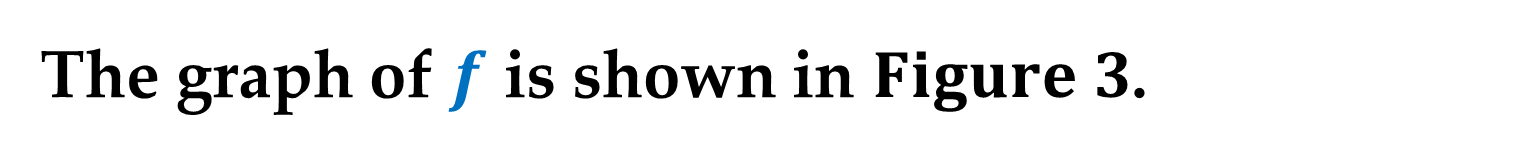 The graph of f is shown in Figure 3.